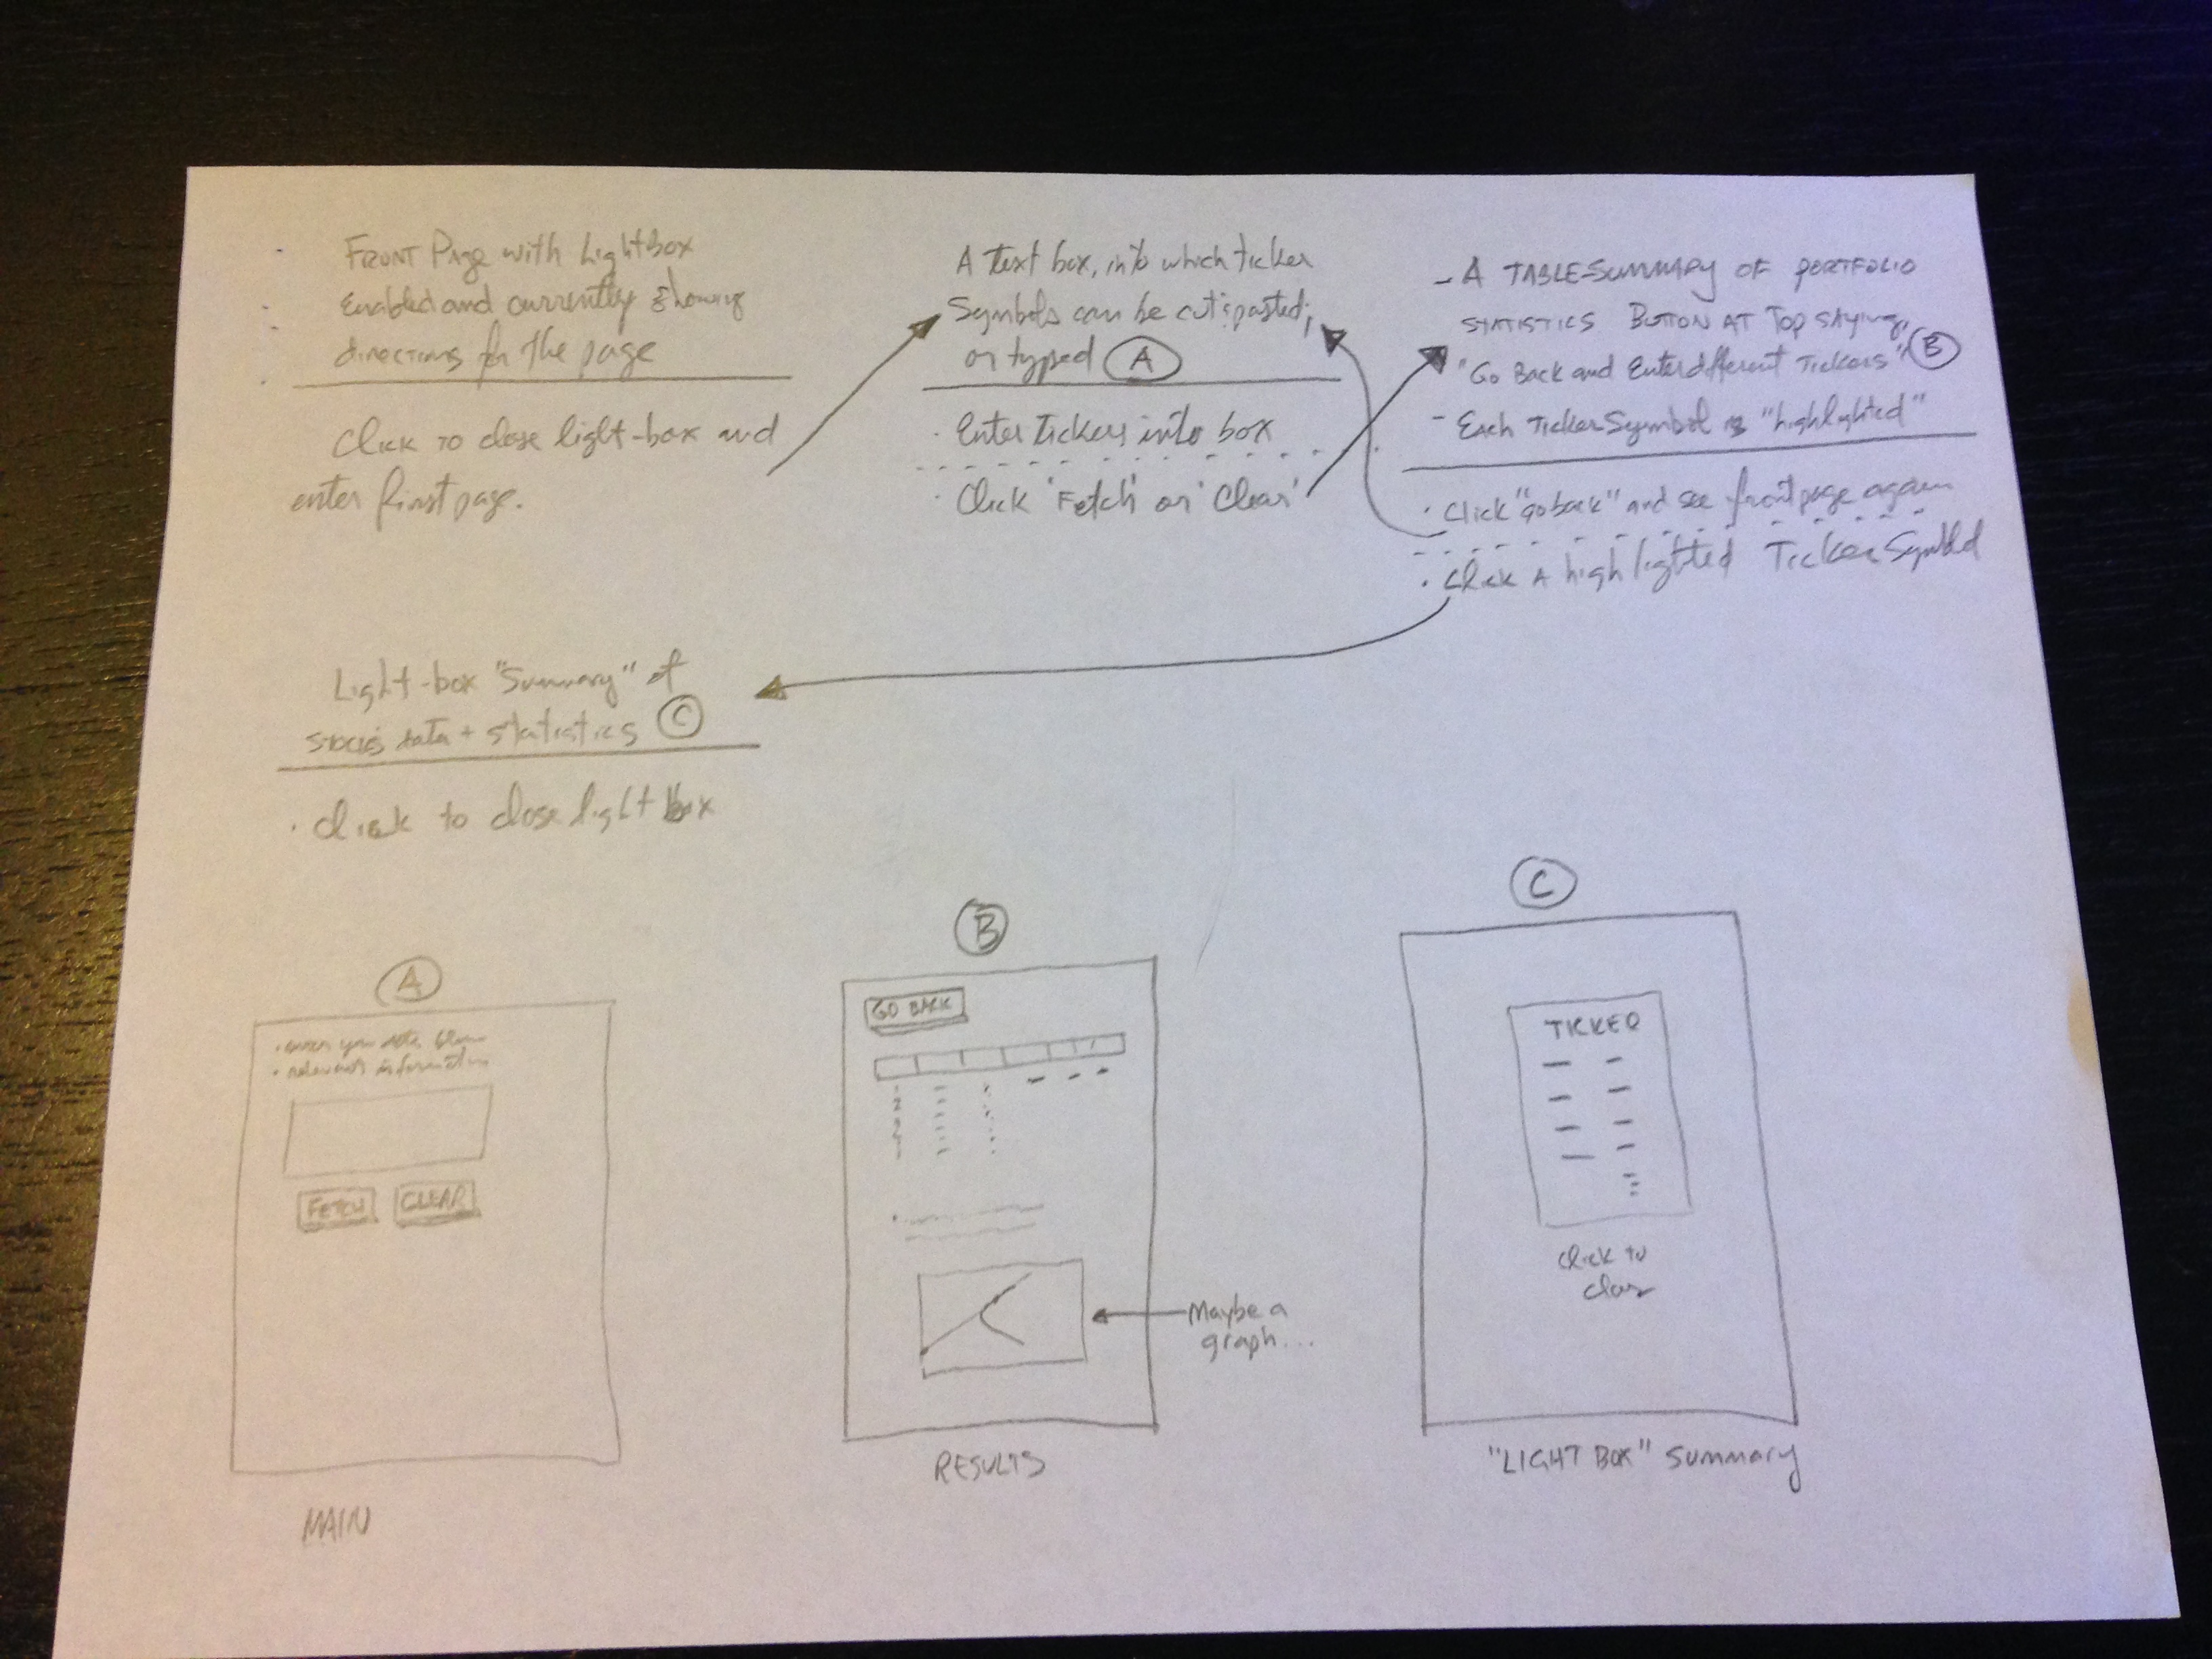 FRONT Page with LightBox
Enabled and currently showing
directions for the page
Click to close light-box and
enter first page.
A text box, into which ticker
Symbols can be cut & pasted,
or typed A
· Enter Tickers into box
· Click 'Fetch' or 'Clear'
- A TABLE-SUMMARY OF PORTFOLIO
STATISTICS BUTTON AT TOP SAYING,
"Go Back and Enter different Tickers" B
- Each Ticker Symbol is "highlighted"
· Click "go back" and see front page again
· Click A highlighted Ticker Symbol
Light-box "Summary" of
stocks data + statistics C
· Click to close light box
A
relevant information
FETCH CLEAR
MAIN
B
GO BACK
Maybe a
graph...
RESULTS
C
TICKER
Click to
close
"LIGHT BOX" Summary